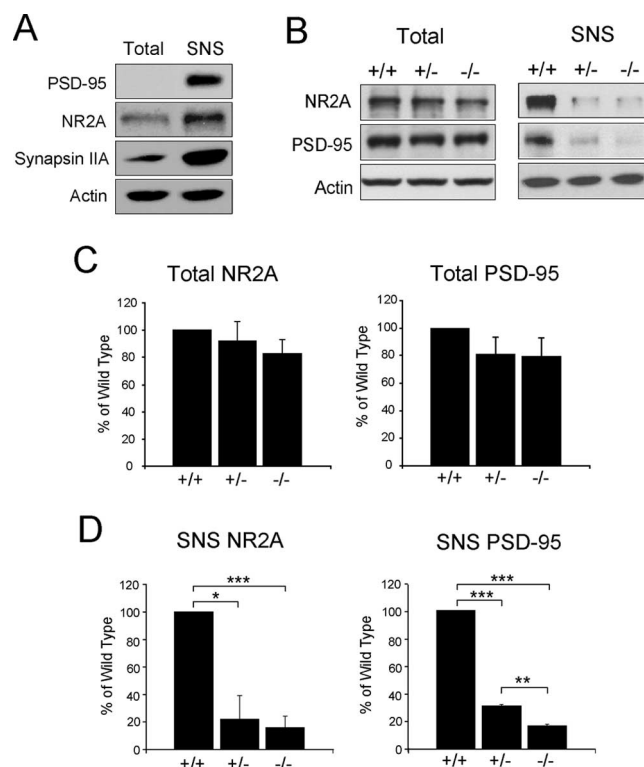 A
Total SNS
PSD-95
NR2A
Synapsin IIA
Actin
B
Total SNS
+/+ +/- -/- +/+ +/- -/-
NR2A
PSD-95
Actin
C
Total NR2A
% of Wild Type
120
100
80
60
40
20
0
+/+ +/- -/-
Total PSD-95
% of Wild Type
120
100
80
60
40
20
0
+/+ +/- -/-
D
SNS NR2A
% of Wild Type
120
100
80
60
40
20
0
***
*
+/+ +/- -/-
SNS PSD-95
% of Wild Type
120
100
80
60
40
20
0
***
***
**
+/+ +/- -/-